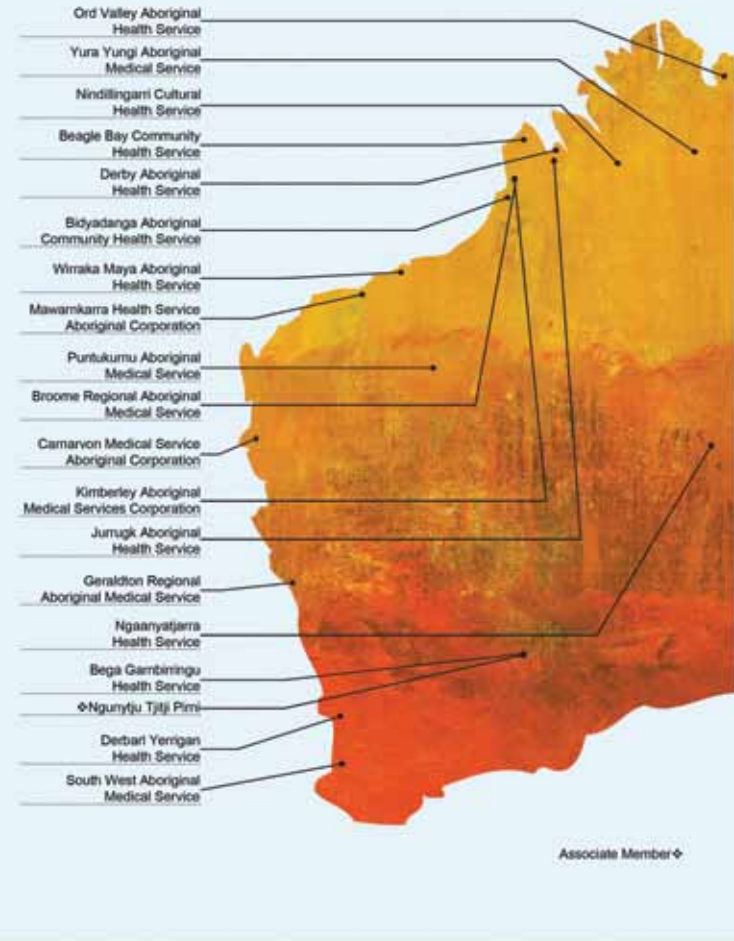 Ord Valley Aboriginal
Health Service
Yura Yungi Aboriginal
Medical Service
Nindillingarri Cultural
Health Service
Beagle Bay Community
Health Service
Derby Aboriginal
Health Service
Bidyadanga Aboriginal
Community Health Service
Wirraka Maya Aboriginal
Health Service
Mawarnkarra Health Service
Aboriginal Corporation
Puntukurnu Aboriginal
Medical Service
Broome Regional Aboriginal
Medical Service
Carnarvon Medical Service
Aboriginal Corporation
Kimberley Aboriginal
Medical Services Corporation
Jurrugk Aboriginal
Health Service
Geraldton Regional
Aboriginal Medical Service
Ngaanyatjarra
Health Service
Bega Garnbirringu
Health Service
❖Ngunytju Tjitji Pirni
Derbarl Yerrigan
Health Service
South West Aboriginal
Medical Service
Associate Member❖